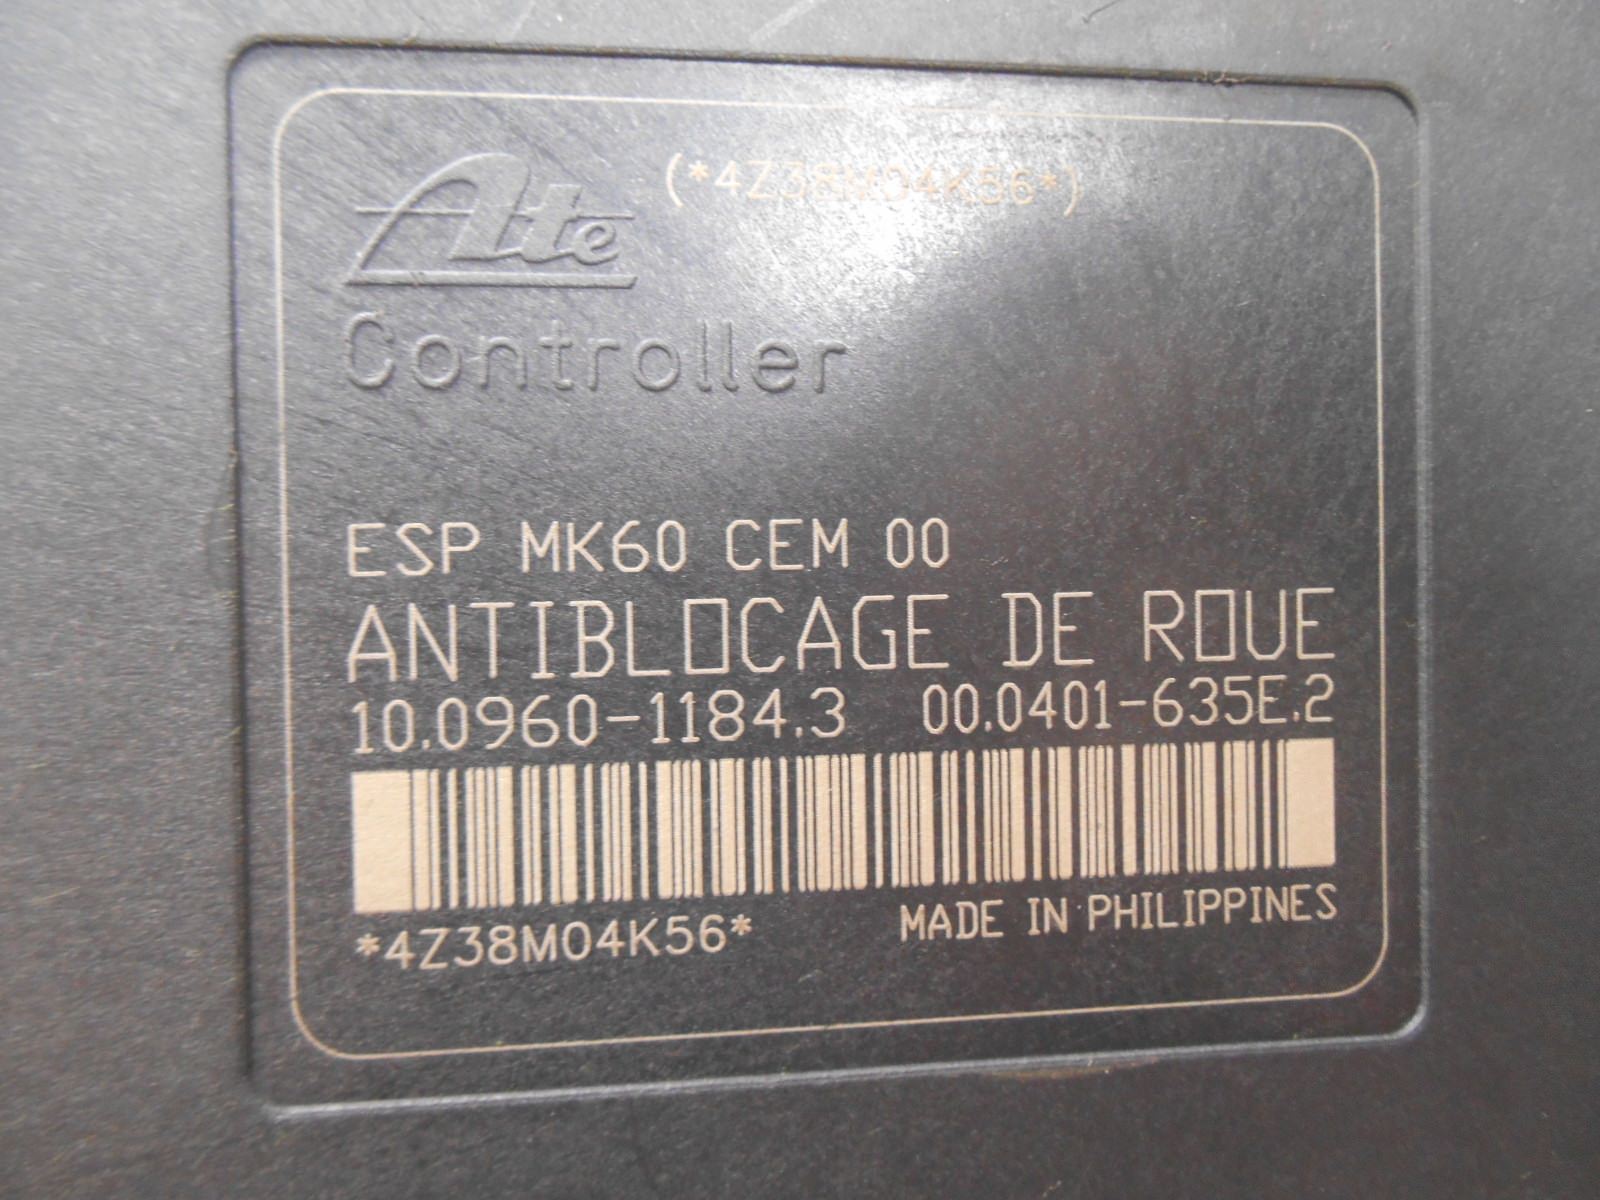 Ate (*4Z38M04K56*)
Controller
ESP MK60 CEM 00
ANTIBLOCAGE DE ROUE
10.0960-1184.3 00.0401-635E.2
*4Z38M04K56* MADE IN PHILIPPINES